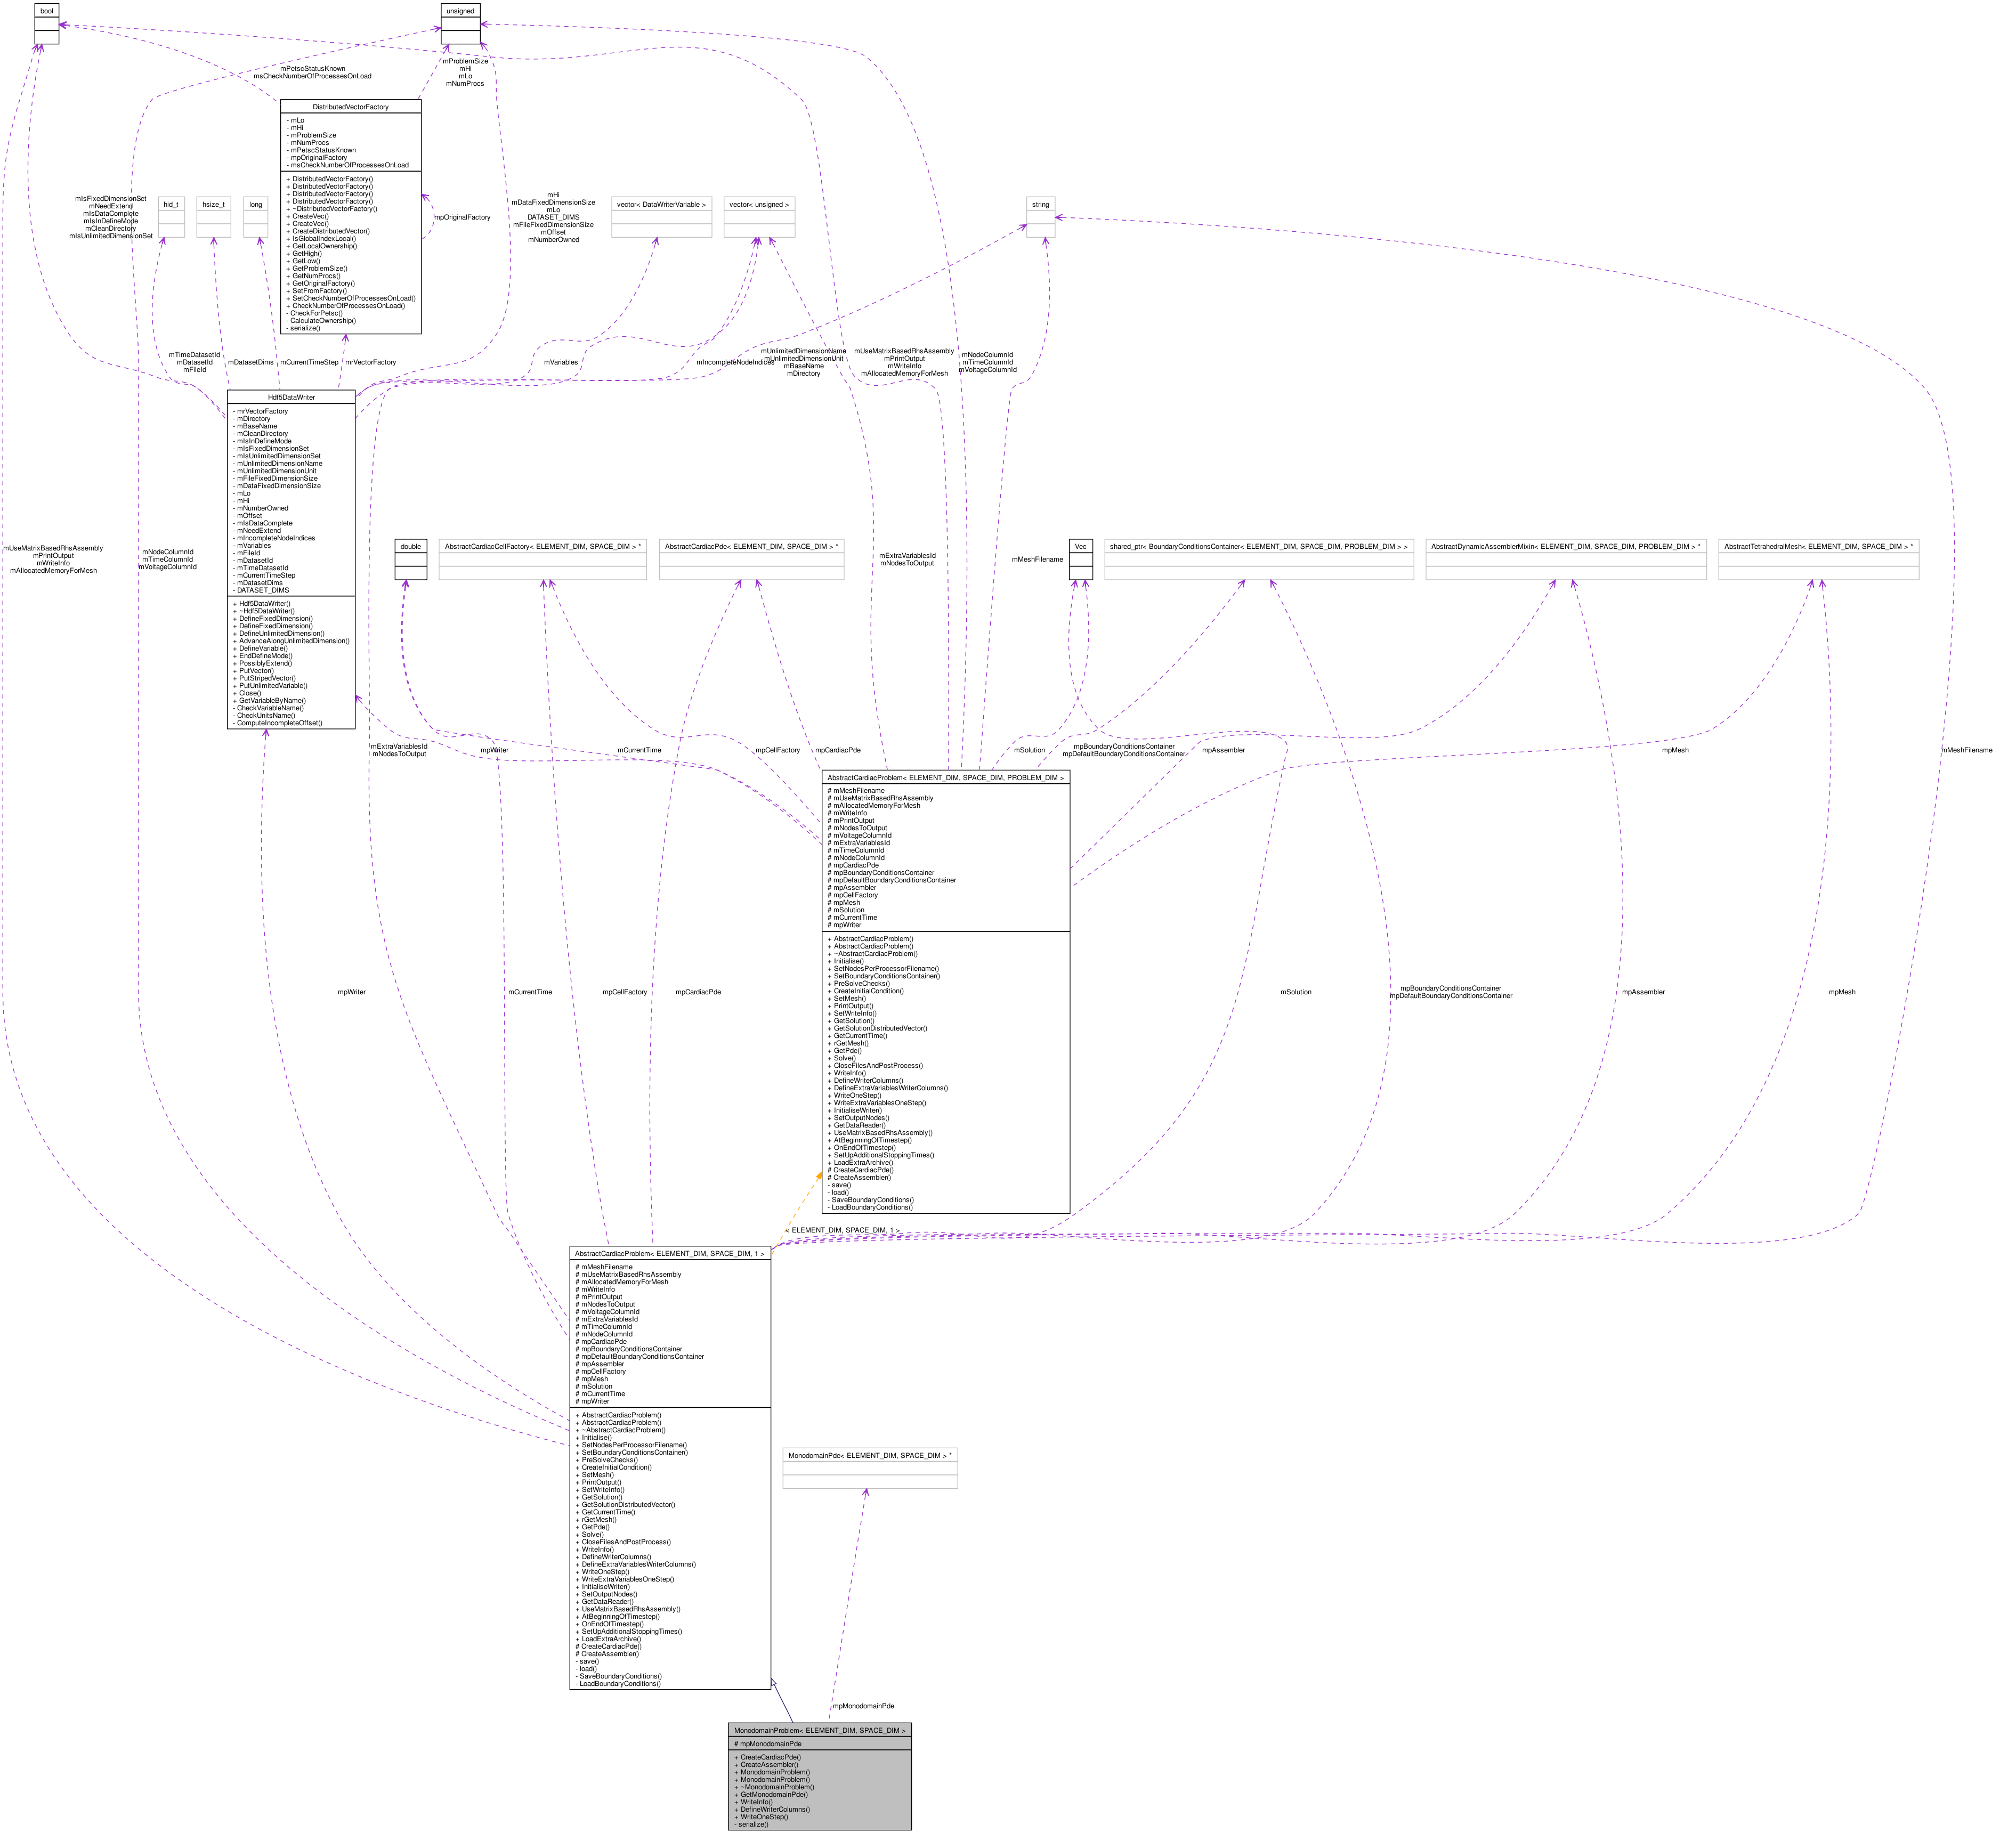 bool
unsigned
mPetscStatusKnown
msCheckNumberOfProcessesOnLoad
mProblemSize
mHi
mLo
mNumProcs
DistributedVectorFactory
- mLo
- mHi
- mProblemSize
- mNumProcs
- mPetscStatusKnown
- mpOriginalFactory
- msCheckNumberOfProcessesOnLoad
+ DistributedVectorFactory()
+ DistributedVectorFactory()
+ DistributedVectorFactory()
+ DistributedVectorFactory()
+ ~DistributedVectorFactory()
+ CreateVec()
+ CreateVec()
+ CreateDistributedVector()
+ IsGlobalIndexLocal()
+ GetLocalOwnership()
+ GetHigh()
+ GetLow()
+ GetProblemSize()
+ GetNumProcs()
+ GetOriginalFactory()
+ SetFromFactory()
+ SetCheckNumberOfProcessesOnLoad()
+ CheckNumberOfProcessesOnLoad()
- CheckForPetsc()
- CalculateOwnership()
- serialize()
mpOriginalFactory
mIsFixedDimensionSet
mNeedExtend
mIsDataComplete
mIsInDefineMode
mCleanDirectory
mIsUnlimitedDimensionSet
hid_t
hsize_t
long
mHi
mDataFixedDimensionSize
mLo
DATASET_DIMS
mFileFixedDimensionSize
mOffset
mNumberOwned
vector< DataWriterVariable >
vector< unsigned >
string
mTimeDatasetId
mDatasetId
mFileId
mDatasetDims
mCurrentTimeStep
mrVectorFactory
mVariables
mIncompleteNodeIndices
mUnlimitedDimensionName
mUnlimitedDimensionUnit
mBaseName
mDirectory
mUseMatrixBasedRhsAssembly
mPrintOutput
mWriteInfo
mAllocatedMemoryForMesh
mNodeColumnId
mTimeColumnId
mVoltageColumnId
Hdf5DataWriter
- mrVectorFactory
- mDirectory
- mBaseName
- mCleanDirectory
- mIsInDefineMode
- mIsFixedDimensionSet
- mIsUnlimitedDimensionSet
- mUnlimitedDimensionName
- mUnlimitedDimensionUnit
- mFileFixedDimensionSize
- mDataFixedDimensionSize
- mLo
- mHi
- mNumberOwned
- mOffset
- mIsDataComplete
- mNeedExtend
- mIncompleteNodeIndices
- mVariables
- mFileId
- mDatasetId
- mTimeDatasetId
- mCurrentTimeStep
- mDatasetDims
- DATASET_DIMS
+ Hdf5DataWriter()
+ ~Hdf5DataWriter()
+ DefineFixedDimension()
+ DefineFixedDimension()
+ DefineUnlimitedDimension()
+ AdvanceAlongUnlimitedDimension()
+ DefineVariable()
+ EndDefineMode()
+ PossiblyExtend()
+ PutVector()
+ PutStripedVector()
+ PutUnlimitedVariable()
+ Close()
+ GetVariableByName()
- CheckVariableName()
- CheckUnitsName()
- ComputeIncompleteOffset()
mUseMatrixBasedRhsAssembly
mPrintOutput
mWriteInfo
mAllocatedMemoryForMesh
mNodeColumnId
mTimeColumnId
mVoltageColumnId
double
AbstractCardiacCellFactory< ELEMENT_DIM, SPACE_DIM > *
AbstractCardiacPde< ELEMENT_DIM, SPACE_DIM > *
mExtraVariablesId
mNodesToOutput
mMeshFilename
Vec
shared_ptr< BoundaryConditionsContainer< ELEMENT_DIM, SPACE_DIM, PROBLEM_DIM > >
AbstractDynamicAssemblerMixin< ELEMENT_DIM, SPACE_DIM, PROBLEM_DIM > *
AbstractTetrahedralMesh< ELEMENT_DIM, SPACE_DIM > *
mExtraVariablesId
mNodesToOutput
mpWriter
mCurrentTime
mpCellFactory
mpCardiacPde
mSolution
mpBoundaryConditionsContainer
mpDefaultBoundaryConditionsContainer
mpAssembler
mpMesh
mMeshFilename
AbstractCardiacProblem< ELEMENT_DIM, SPACE_DIM, PROBLEM_DIM >
# mMeshFilename
# mUseMatrixBasedRhsAssembly
# mAllocatedMemoryForMesh
# mWriteInfo
# mPrintOutput
# mNodesToOutput
# mVoltageColumnId
# mExtraVariablesId
# mTimeColumnId
# mNodeColumnId
# mpCardiacPde
# mpBoundaryConditionsContainer
# mpDefaultBoundaryConditionsContainer
# mpAssembler
# mpCellFactory
# mpMesh
# mSolution
# mCurrentTime
# mpWriter
+ AbstractCardiacProblem()
+ AbstractCardiacProblem()
+ ~AbstractCardiacProblem()
+ Initialise()
+ SetNodesPerProcessorFilename()
+ SetBoundaryConditionsContainer()
+ PreSolveChecks()
+ CreateInitialCondition()
+ SetMesh()
+ PrintOutput()
+ SetWriteInfo()
+ GetSolution()
+ GetSolutionDistributedVector()
+ GetCurrentTime()
+ rGetMesh()
+ GetPde()
+ Solve()
+ CloseFilesAndPostProcess()
+ WriteInfo()
+ DefineWriterColumns()
+ DefineExtraVariablesWriterColumns()
+ WriteOneStep()
+ WriteExtraVariablesOneStep()
+ InitialiseWriter()
+ SetOutputNodes()
+ GetDataReader()
+ UseMatrixBasedRhsAssembly()
+ AtBeginningOfTimestep()
+ OnEndOfTimestep()
+ SetUpAdditionalStoppingTimes()
+ LoadExtraArchive()
# CreateCardiacPde()
# CreateAssembler()
- save()
- load()
- SaveBoundaryConditions()
- LoadBoundaryConditions()
mpWriter
mCurrentTime
mpCellFactory
mpCardiacPde
mSolution
mpBoundaryConditionsContainer
mpDefaultBoundaryConditionsContainer
mpAssembler
mpMesh
< ELEMENT_DIM, SPACE_DIM, 1 >
AbstractCardiacProblem< ELEMENT_DIM, SPACE_DIM, 1 >
# mMeshFilename
# mUseMatrixBasedRhsAssembly
# mAllocatedMemoryForMesh
# mWriteInfo
# mPrintOutput
# mNodesToOutput
# mVoltageColumnId
# mExtraVariablesId
# mTimeColumnId
# mNodeColumnId
# mpCardiacPde
# mpBoundaryConditionsContainer
# mpDefaultBoundaryConditionsContainer
# mpAssembler
# mpCellFactory
# mpMesh
# mSolution
# mCurrentTime
# mpWriter
+ AbstractCardiacProblem()
+ AbstractCardiacProblem()
+ ~AbstractCardiacProblem()
+ Initialise()
+ SetNodesPerProcessorFilename()
+ SetBoundaryConditionsContainer()
+ PreSolveChecks()
+ CreateInitialCondition()
+ SetMesh()
+ PrintOutput()
+ SetWriteInfo()
+ GetSolution()
+ GetSolutionDistributedVector()
+ GetCurrentTime()
+ rGetMesh()
+ GetPde()
+ Solve()
+ CloseFilesAndPostProcess()
+ WriteInfo()
+ DefineWriterColumns()
+ DefineExtraVariablesWriterColumns()
+ WriteOneStep()
+ WriteExtraVariablesOneStep()
+ InitialiseWriter()
+ SetOutputNodes()
+ GetDataReader()
+ UseMatrixBasedRhsAssembly()
+ AtBeginningOfTimestep()
+ OnEndOfTimestep()
+ SetUpAdditionalStoppingTimes()
+ LoadExtraArchive()
# CreateCardiacPde()
# CreateAssembler()
- save()
- load()
- SaveBoundaryConditions()
- LoadBoundaryConditions()
MonodomainPde< ELEMENT_DIM, SPACE_DIM > *
mpMonodomainPde
MonodomainProblem< ELEMENT_DIM, SPACE_DIM >
# mpMonodomainPde
+ CreateCardiacPde()
+ CreateAssembler()
+ MonodomainProblem()
+ MonodomainProblem()
+ ~MonodomainProblem()
+ GetMonodomainPde()
+ WriteInfo()
+ DefineWriterColumns()
+ WriteOneStep()
- serialize()